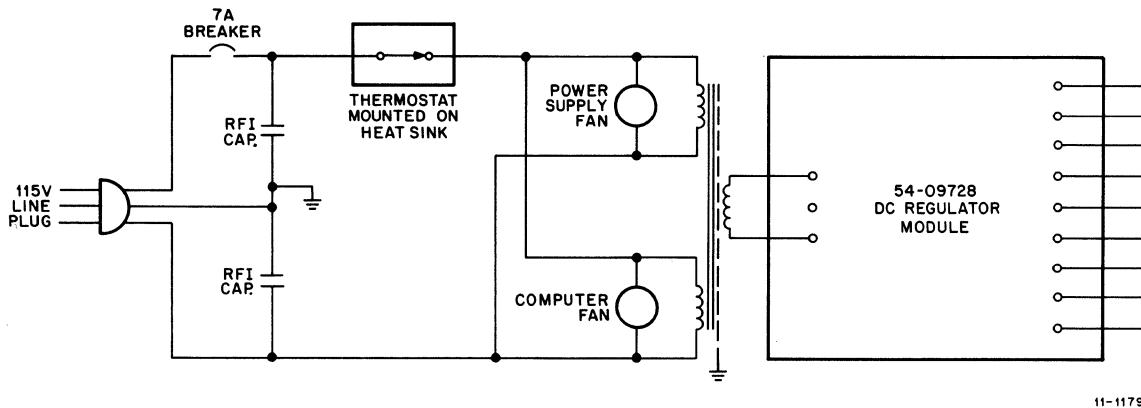 7A
BREAKER
THERMOSTAT
MOUNTED ON
HEAT SINK
POWER
SUPPLY
FAN
RFI
CAP.
115V
LINE
PLUG
54-09728
DC REGULATOR
MODULE
RFI
CAP.
COMPUTER
FAN
11-1179